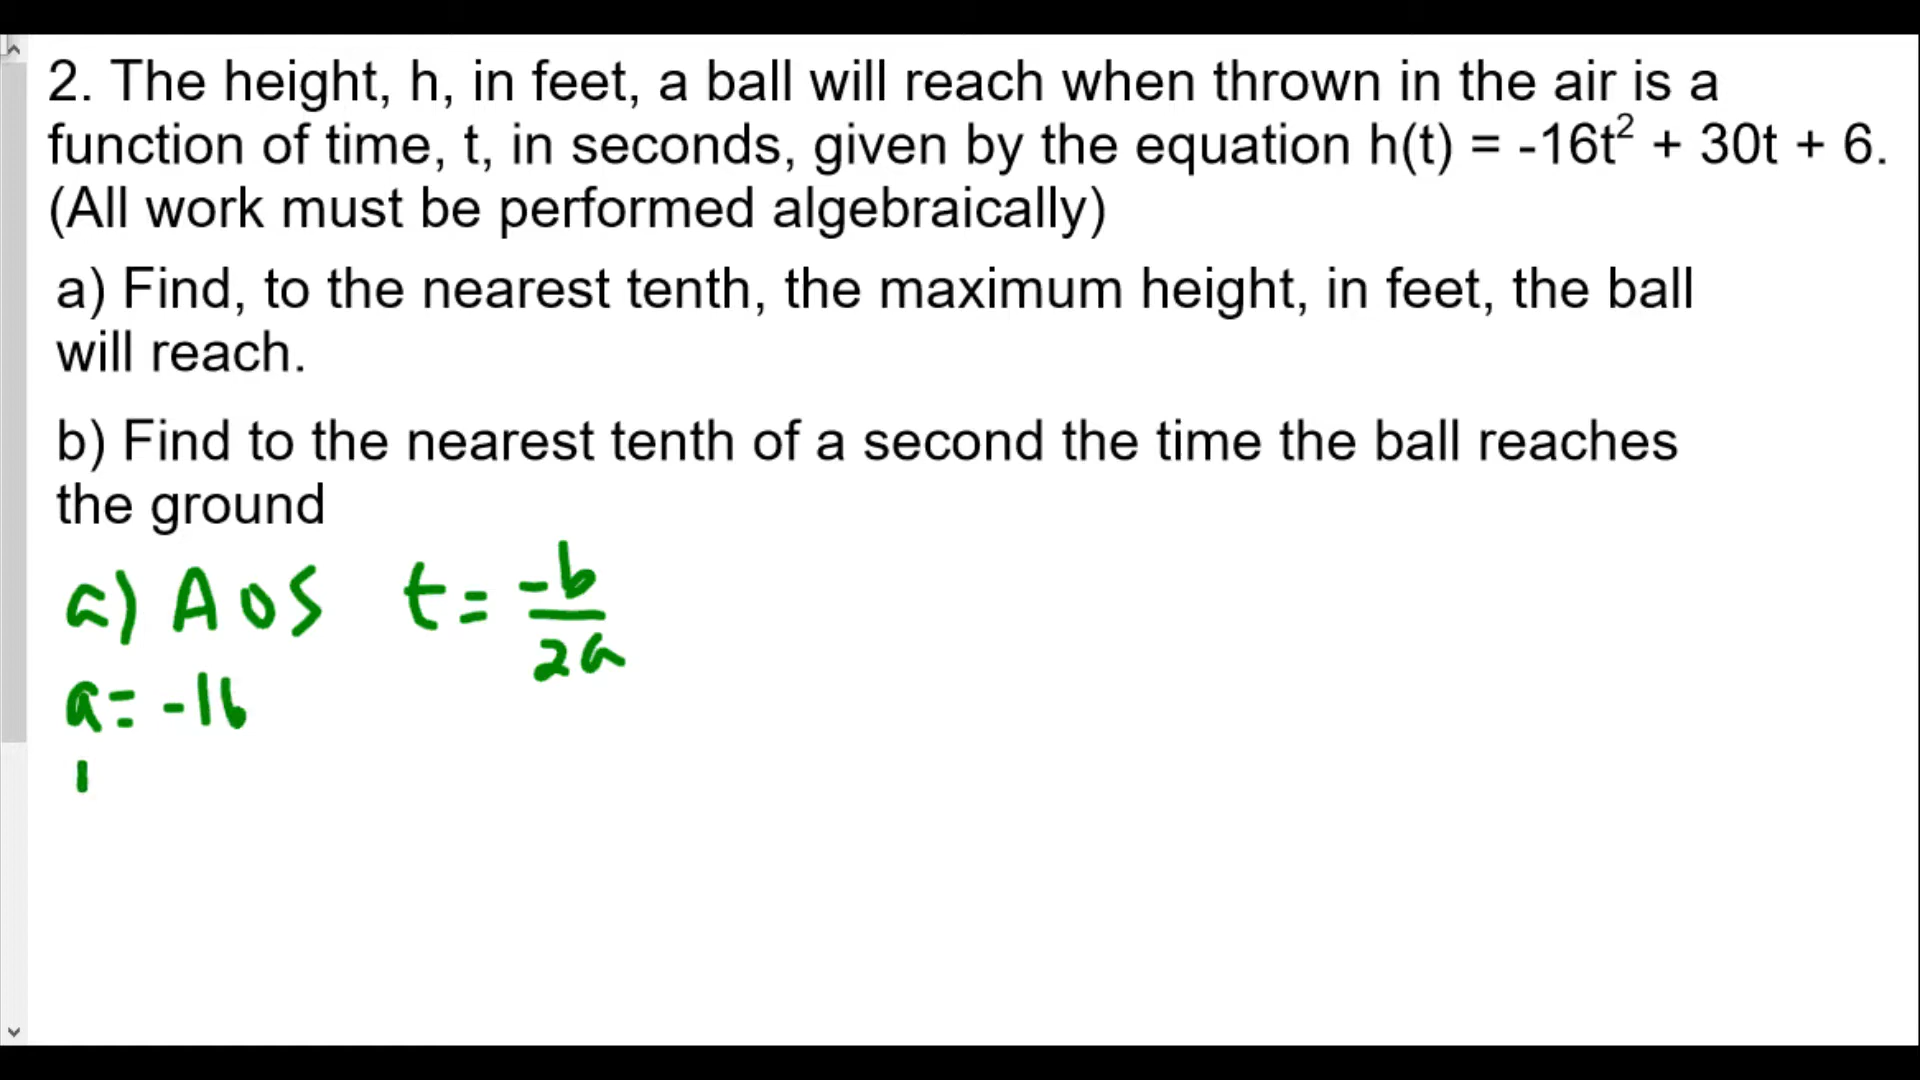 2. The height, h, in feet, a ball will reach when thrown in the air is a
function of time, t, in seconds, given by the equation h(t) = -16t² + 30t + 6.
(All work must be performed algebraically)
a) Find, to the nearest tenth, the maximum height, in feet, the ball
will reach.
b) Find to the nearest tenth of a second the time the ball reaches
the ground
a) AOS t = -b/2a
a = -16